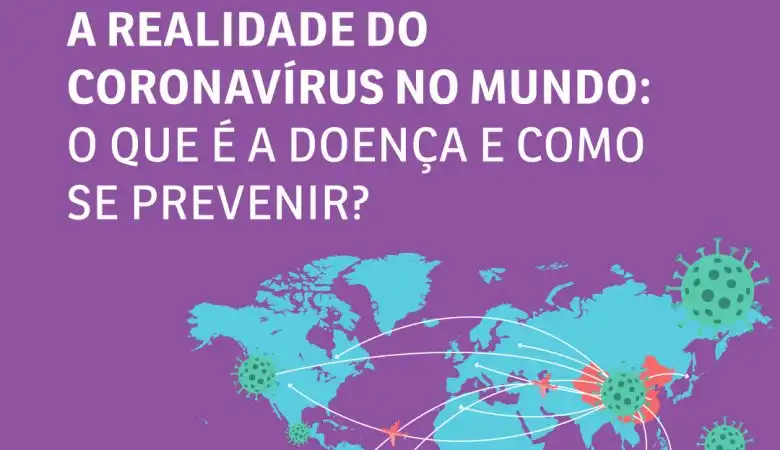 A REALIDADE DO
CORONAVÍRUS NO MUNDO:
O QUE É A DOENÇA E COMO
SE PREVENIR?